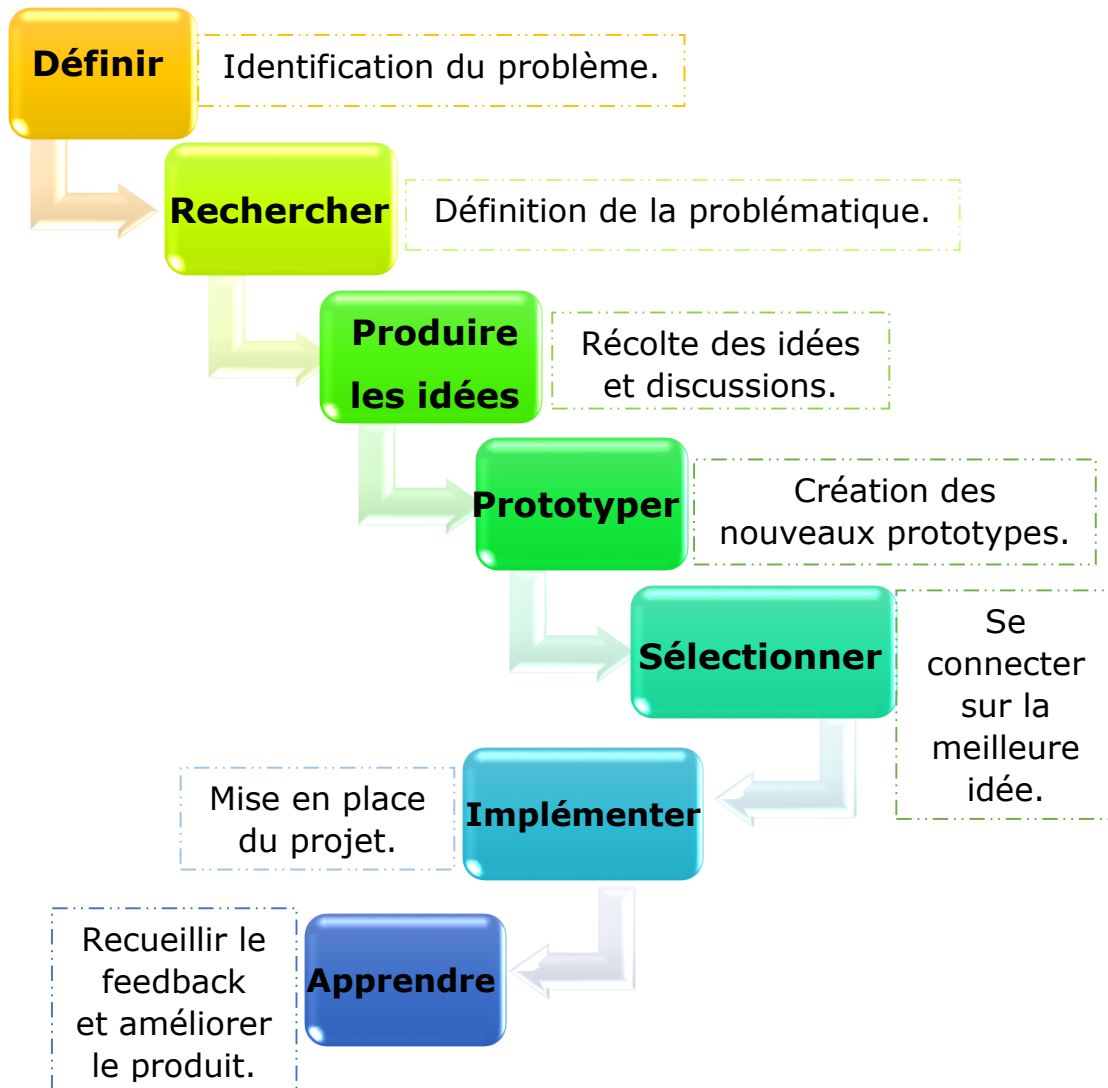 Définir
Identification du problème.
Rechercher
Définition de la problématique.
Produire
les idées
Récolte des idées
et discussions.
Prototyper
Création des
nouveaux prototypes.
Sélectionner
Se
connecter
sur la
meilleure
idée.
Implémenter
Mise en place
du projet.
Apprendre
Recueillir le
feedback
et améliorer
le produit.